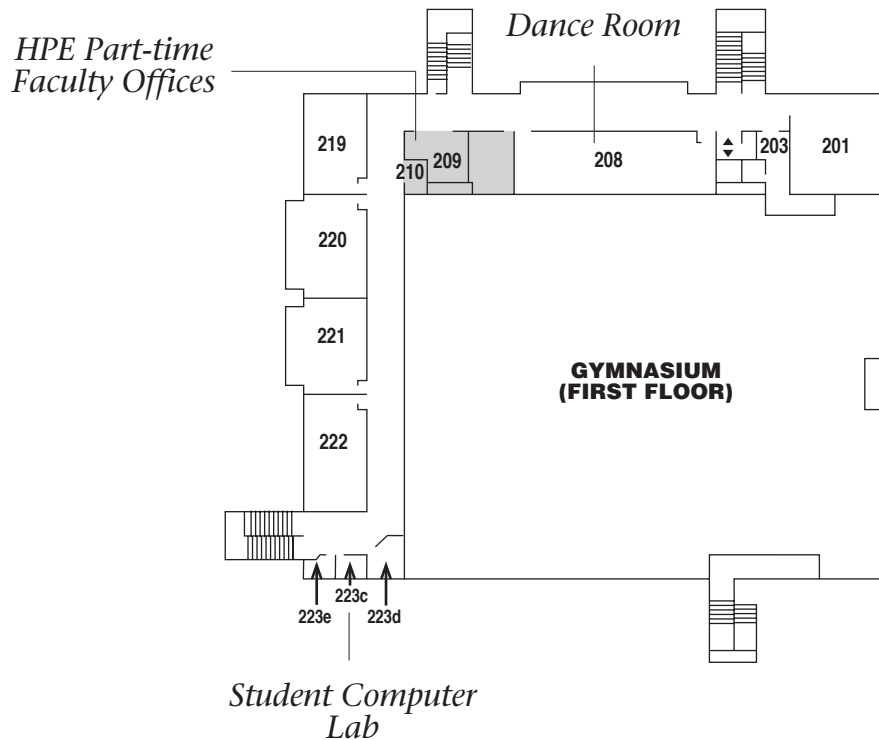 Dance Room
HPE Part-time
Faculty Offices
219
210
209
208
203
201
220
221
GYMNASIUM
(FIRST FLOOR)
222
223e
223c
223d
Student Computer
Lab